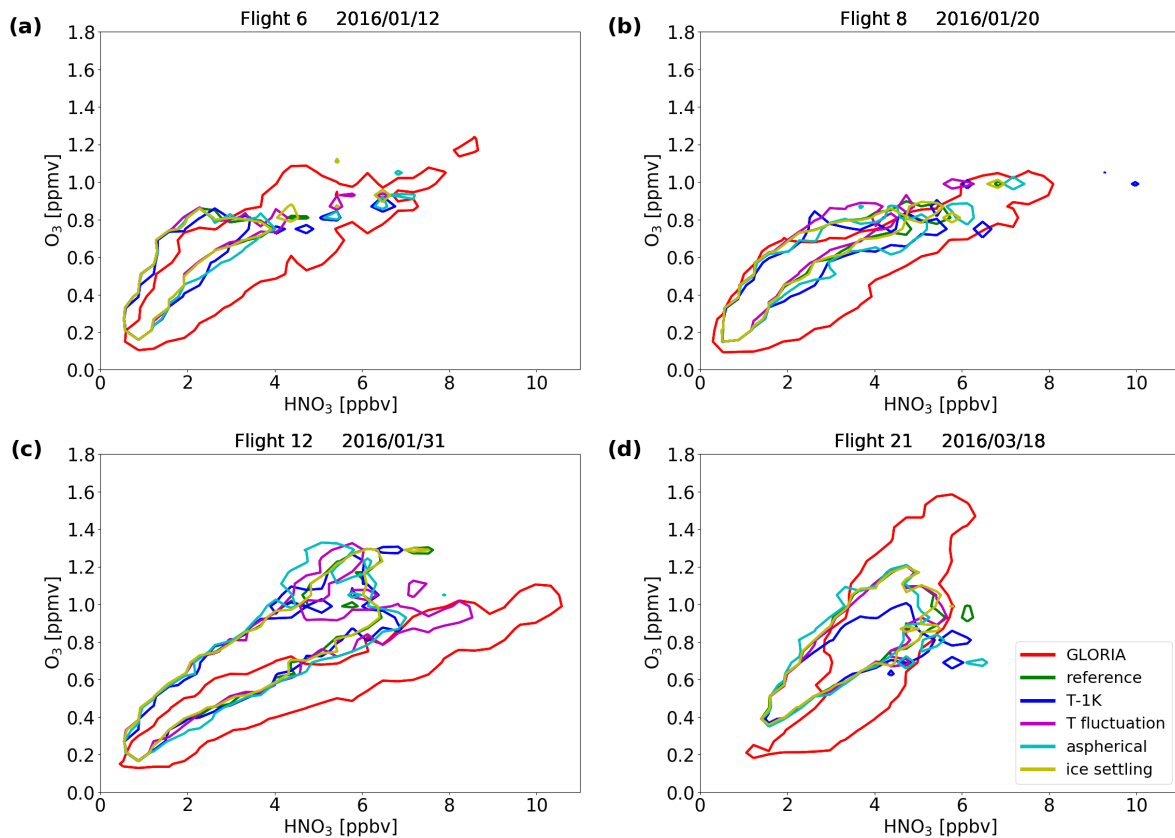 (a)
Flight 6 2016/01/12
1.8
1.6
1.4
1.2
1.0
0.8
0.6
0.4
0.2
0.0
O3 [ppmv]
0 2 4 6 8 10
HNO3 [ppbv]
(b)
Flight 8 2016/01/20
1.8
1.6
1.4
1.2
1.0
0.8
0.6
0.4
0.2
0.0
O3 [ppmv]
0 2 4 6 8 10
HNO3 [ppbv]
(c)
Flight 12 2016/01/31
1.8
1.6
1.4
1.2
1.0
0.8
0.6
0.4
0.2
0.0
O3 [ppmv]
0 2 4 6 8 10
HNO3 [ppbv]
(d)
Flight 21 2016/03/18
1.8
1.6
1.4
1.2
1.0
0.8
0.6
0.4
0.2
0.0
O3 [ppmv]
GLORIA
reference
T-1K
T fluctuation
aspherical
ice settling
0 2 4 6 8 10
HNO3 [ppbv]